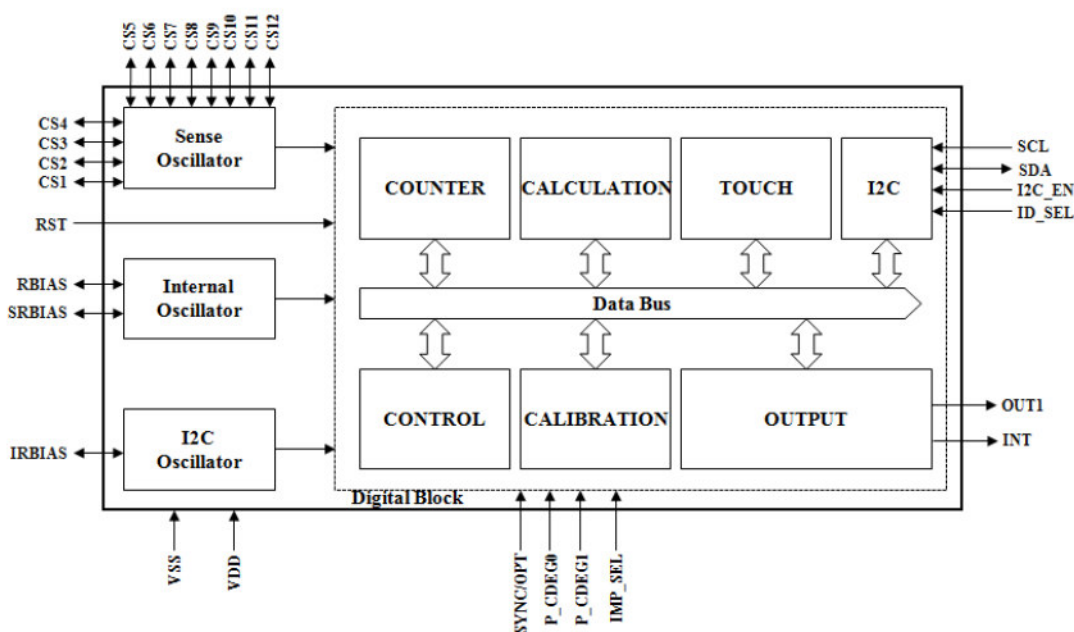 CS5
CS6
CS7
CS8
CS9
CS10
CS11
CS12
CS4
CS3
CS2
CS1
Sense
Oscillator
RST
RBIAS
SRBIAS
Internal
Oscillator
IRBIAS
I2C
Oscillator
COUNTER
CALCULATION
TOUCH
I2C
SCL
SDA
I2C_EN
ID_SEL
Data Bus
CONTROL
CALIBRATION
OUTPUT
OUT1
INT
Digital Block
VSS
VDD
SYNC/OPT
P_CDEG0
P_CDEG1
IMP_SEL